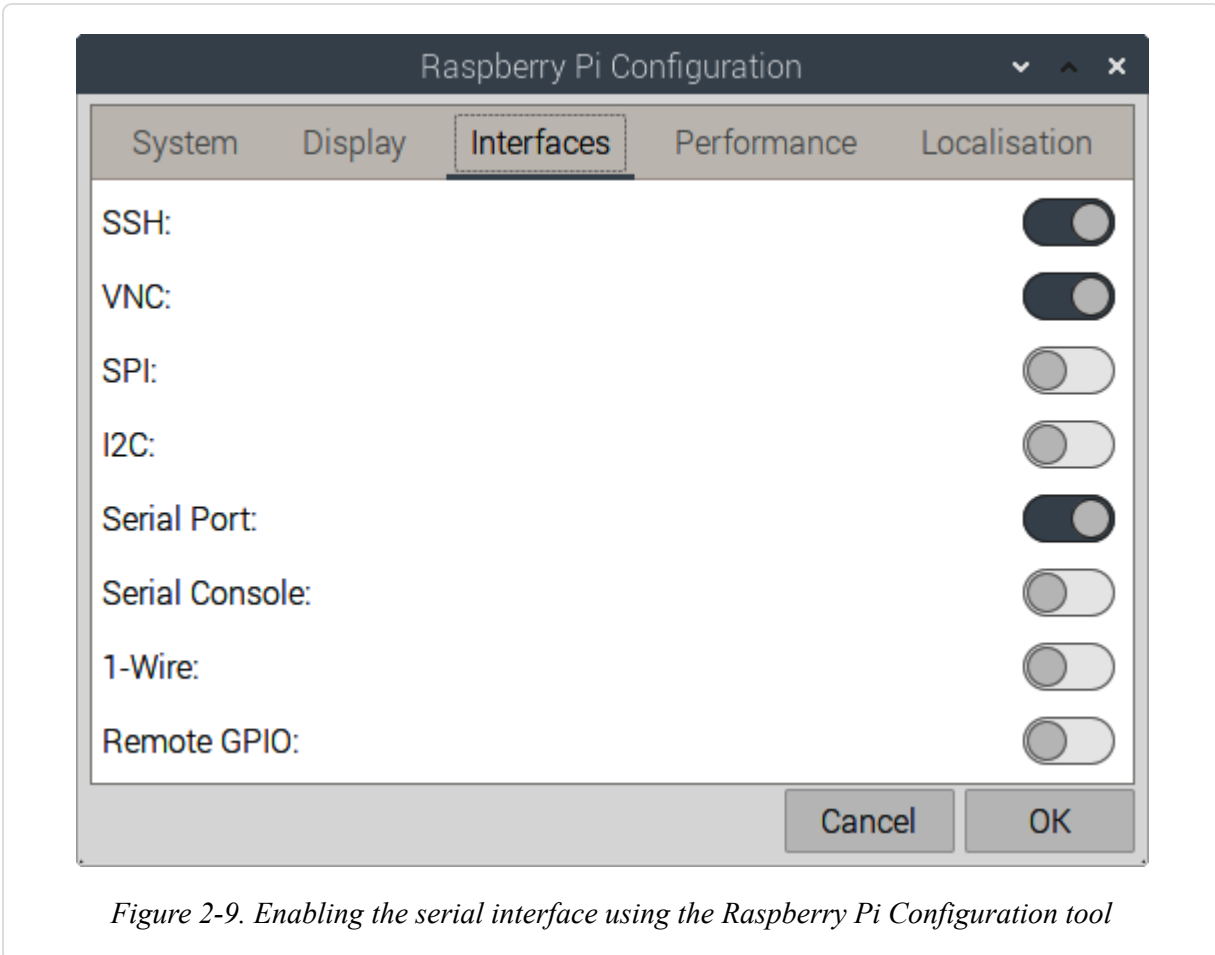 Raspberry Pi Configuration
System Display Interfaces Performance Localisation
SSH:
VNC:
SPI:
I2C:
Serial Port:
Serial Console:
1-Wire:
Remote GPIO:
Cancel OK
Figure 2-9. Enabling the serial interface using the Raspberry Pi Configuration tool